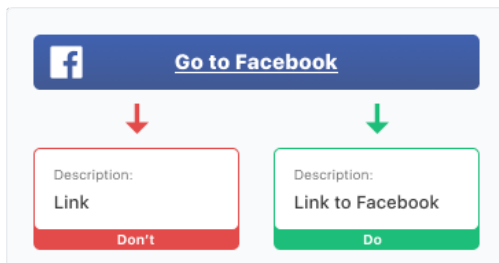 Go to Facebook
Description:
Link
Don't
Description:
Link to Facebook
Do